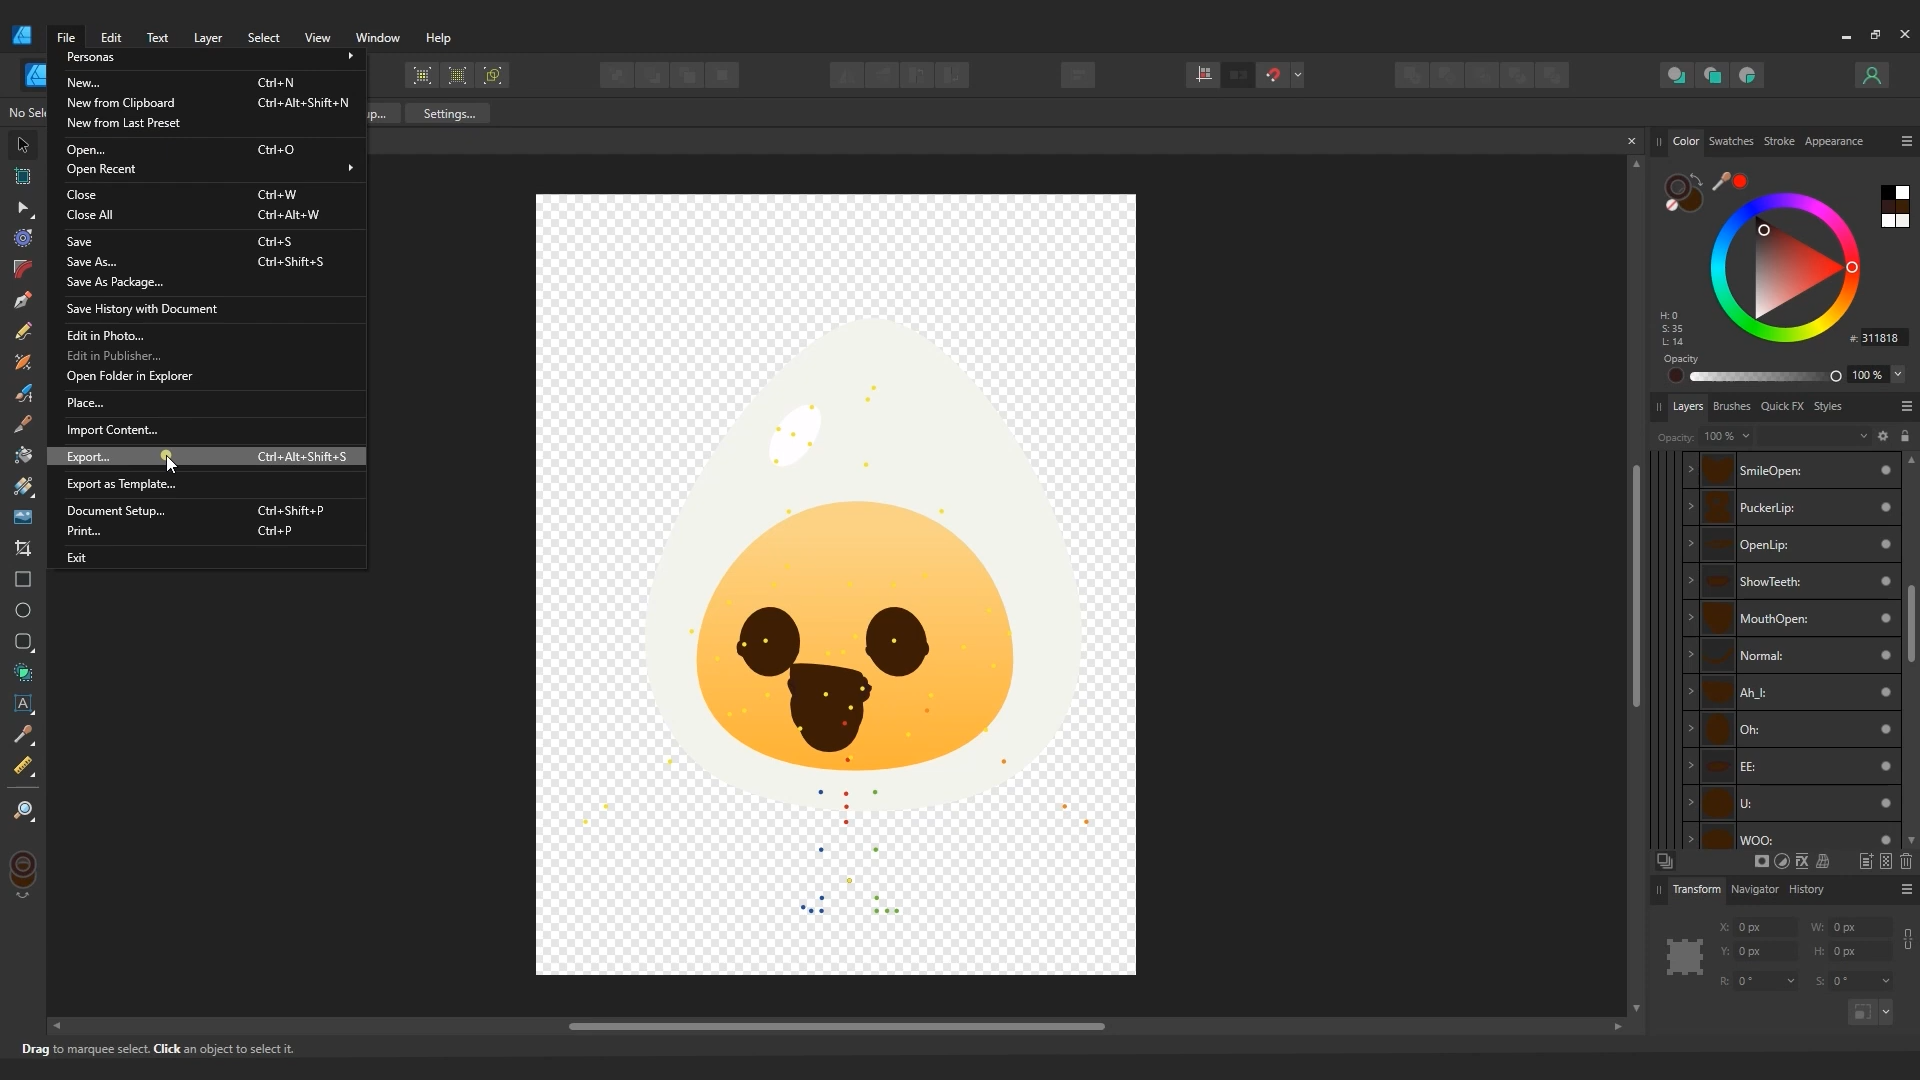 File Edit Text Layer Select View Window Help
Personas
New... Ctrl+N
New from Clipboard Ctrl+Alt+Shift+N
New from Last Preset
Open... Ctrl+O
Open Recent
Close Ctrl+W
Close All Ctrl+Alt+W
Save Ctrl+S
Save As... Ctrl+Shift+S
Save As Package...
Save History with Document
Edit in Photo...
Edit in Publisher...
Open Folder in Explorer
Place...
Import Content...
Export... Ctrl+Alt+Shift+S
Export as Template...
Document Setup... Ctrl+Shift+P
Print... Ctrl+P
Exit
No Sele
up... Settings...
A
Color Swatches Stroke Appearance
H: 0
S: 35
L: 14
#: 311818
Opacity
100 %
Layers Brushes Quick FX Styles
Opacity: 100 %
SmileOpen:
PuckerLip:
OpenLip:
ShowTeeth:
MouthOpen:
Normal:
Ah_I:
Oh:
EE:
U:
WOO:
Transform Navigator History
X: 0 px W: 0 px
Y: 0 px H: 0 px
R: 0 ° S: 0 °
Drag to marquee select. Click an object to select it.